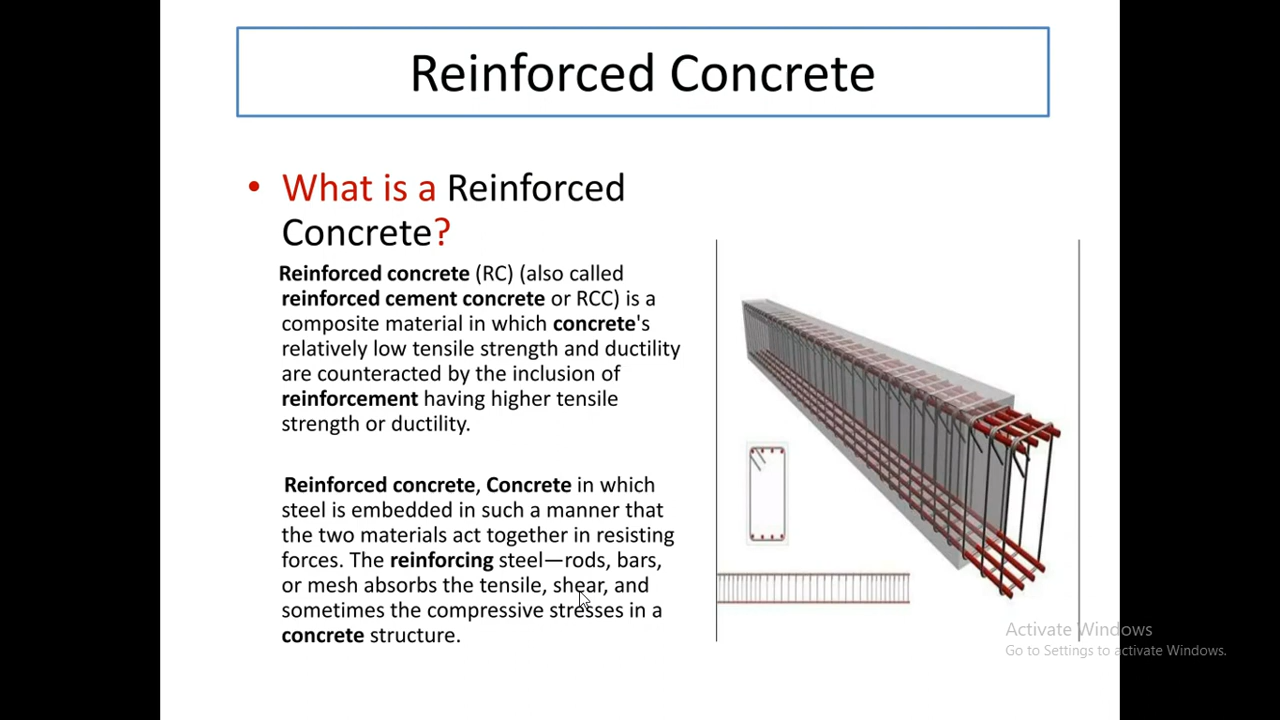 Reinforced Concrete
• What is a Reinforced
Concrete?
Reinforced concrete (RC) (also called
reinforced cement concrete or RCC) is a
composite material in which concrete's
relatively low tensile strength and ductility
are counteracted by the inclusion of
reinforcement having higher tensile
strength or ductility.
Reinforced concrete, Concrete in which
steel is embedded in such a manner that
the two materials act together in resisting
forces. The reinforcing steel—rods, bars,
or mesh absorbs the tensile, shear, and
sometimes the compressive stresses in a
concrete structure.
Activate Windows
Go to Settings to activate Windows.